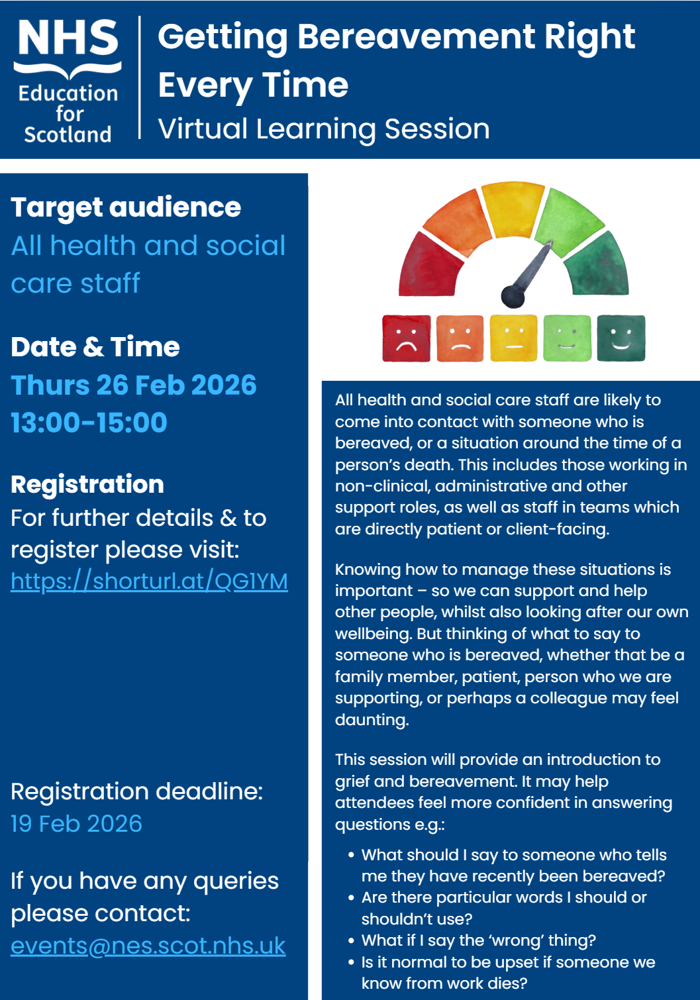 NHS
Education
for
Scotland
Getting Bereavement Right
Every Time
Virtual Learning Session
Target audience
All health and social
care staff
Date & Time
Thurs 26 Feb 2026
13:00-15:00
Registration
For further details & to
register please visit:
https://shorturl.at/QG1YM
Registration deadline:
19 Feb 2026
If you have any queries
please contact:
events@nes.scot.nhs.uk
All health and social care staff are likely to
come into contact with someone who is
bereaved, or a situation around the time of a
person’s death. This includes those working in
non-clinical, administrative and other
support roles, as well as staff in teams which
are directly patient or client-facing.
Knowing how to manage these situations is
important – so we can support and help
other people, whilst also looking after our own
wellbeing. But thinking of what to say to
someone who is bereaved, whether that be a
family member, patient, person who we are
supporting, or perhaps a colleague may feel
daunting.
This session will provide an introduction to
grief and bereavement. It may help
attendees feel more confident in answering
questions e.g.:
• What should I say to someone who tells
me they have recently been bereaved?
• Are there particular words I should or
shouldn’t use?
• What if I say the ‘wrong’ thing?
• Is it normal to be upset if someone we
know from work dies?